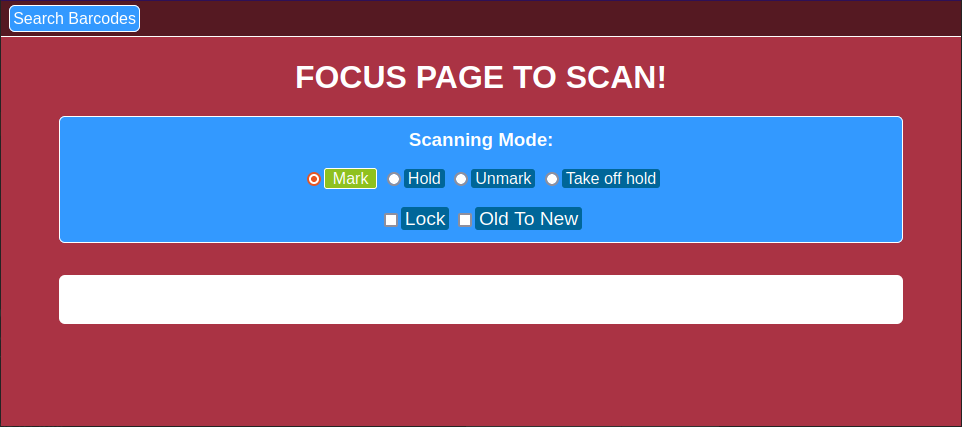 Search Barcodes
FOCUS PAGE TO SCAN!
Scanning Mode:
Mark Hold Unmark Take off hold
Lock Old To New